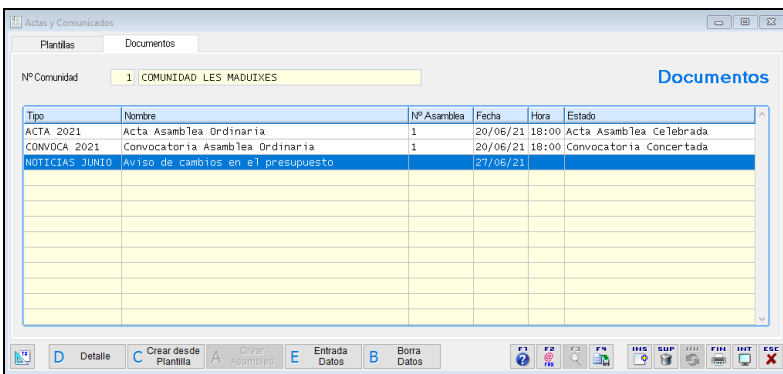 Actas y Comunicados
Plantillas Documentos
Nº Comunidad 1 COMUNIDAD LES MADUIXES Documentos
Tipo Nombre Nº Asamblea Fecha Hora Estado
ACTA 2021 Acta Asamblea Ordinaria 1 20/06/21 18:00 Acta Asamblea Celebrada
CONVOCA 2021 Convocatoria Asamblea Ordinaria 1 20/06/21 18:00 Convocatoria Concertada
NOTICIAS JUNIO Aviso de cambios en el presupuesto 27/06/21
F1 F2 F3 F4 INS SUP INT FIN INT ESC
D Detalle C Crear desde Plantilla A Crear Asamblea E Entrada Datos B Borra Datos